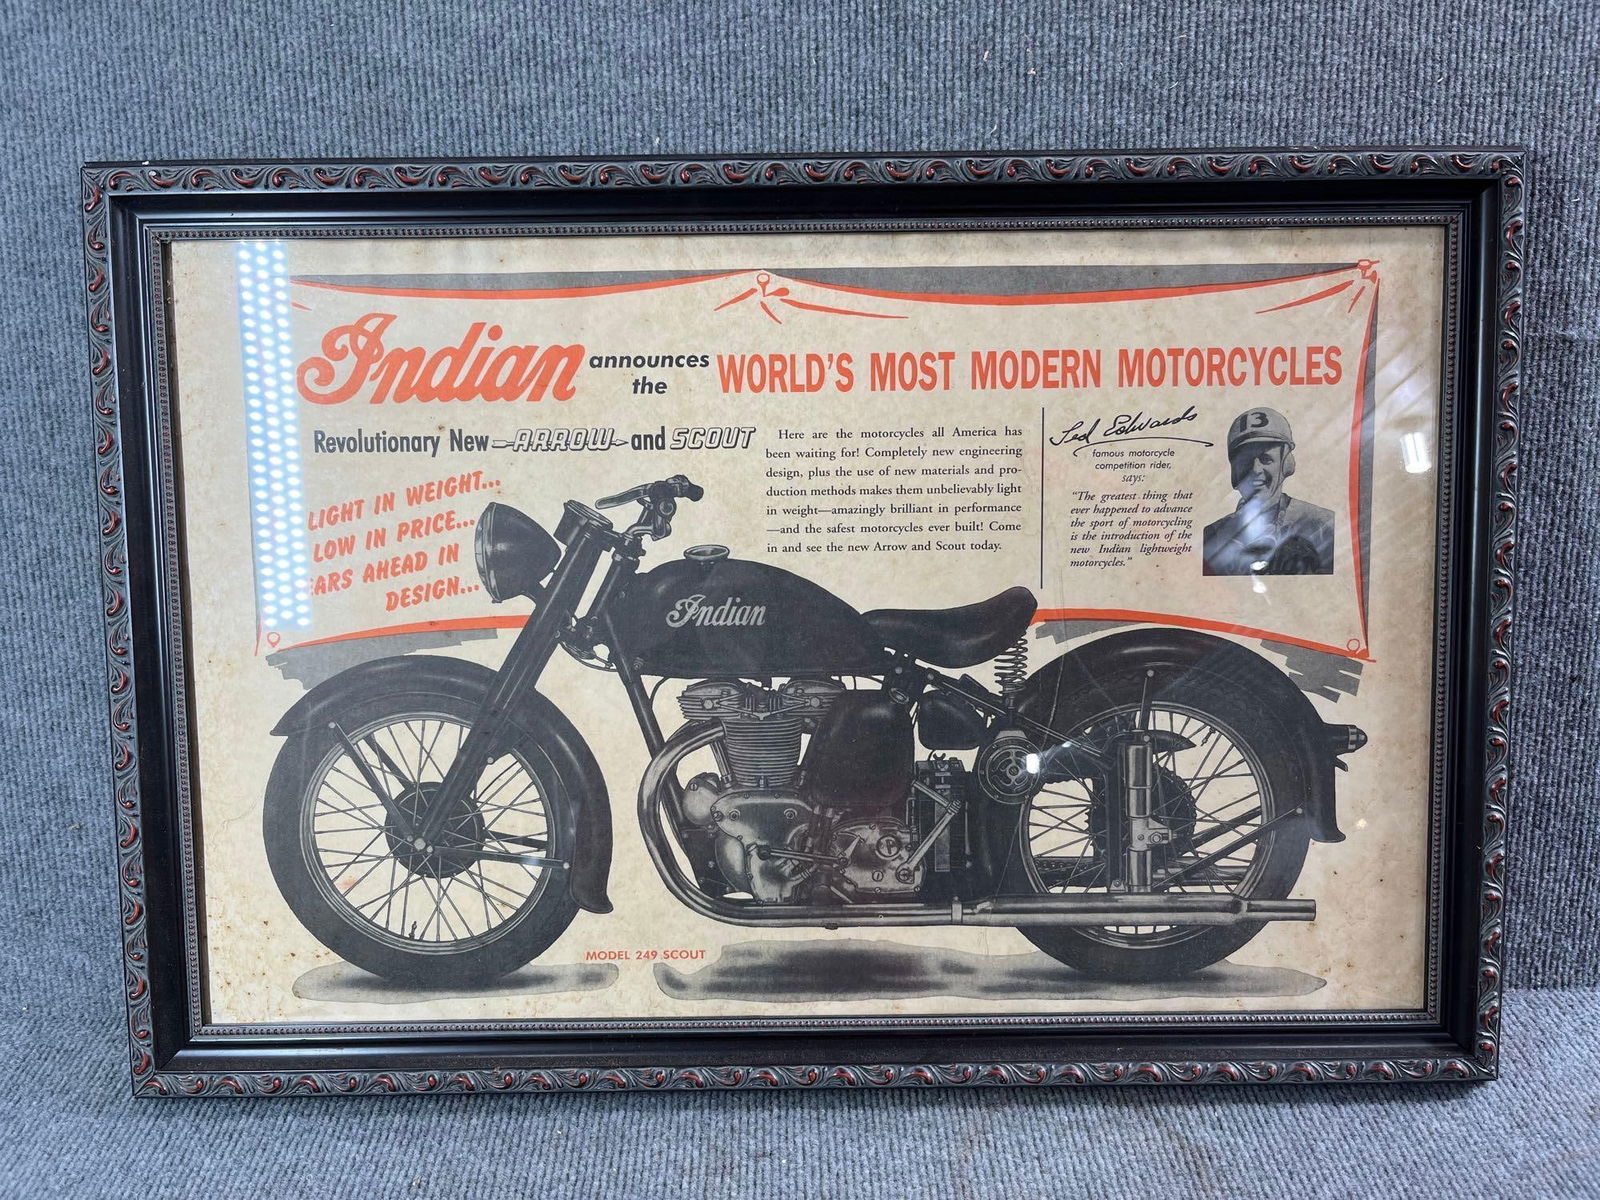 Indian announces the WORLD'S MOST MODERN MOTORCYCLES
Revolutionary New ARROW and SCOUT
LIGHT IN WEIGHT...
LOW IN PRICE...
EARS AHEAD IN
DESIGN...
Here are the motorcycles all America has
been waiting for! Completely new engineering
design, plus the use of new materials and pro-
duction methods makes them unbelievably light
in weight—amazingly brilliant in performance
—and the safest motorcycles ever built! Come
in and see the new Arrow and Scout today.
Ted Edwards
famous motorcycle
competition rider,
says:
"The greatest thing that
ever happened to advance
the sport of motorcycling
is the introduction of the
new Indian lightweight
motorcycles."
13
Indian
MODEL 249 SCOUT